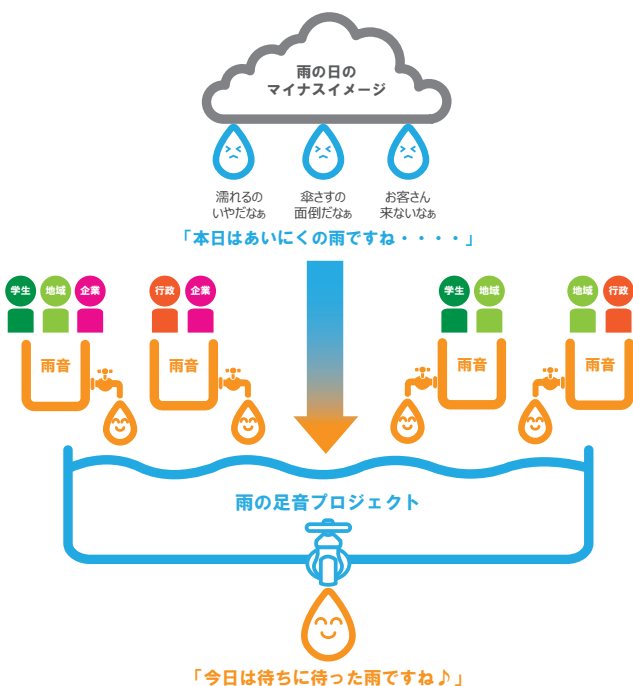 雨の日の
マイナスイメージ
濡れるの
いやだなぁ
傘さすの
面倒だなぁ
お客さん
来ないなぁ
「本日はあいにくの雨ですね・・・・」
学生 地域 企業
雨音
行政 企業
雨音
学生 地域
雨音
地域 行政
雨音
雨の足音プロジェクト
「今日は待ちに待った雨ですね♪」